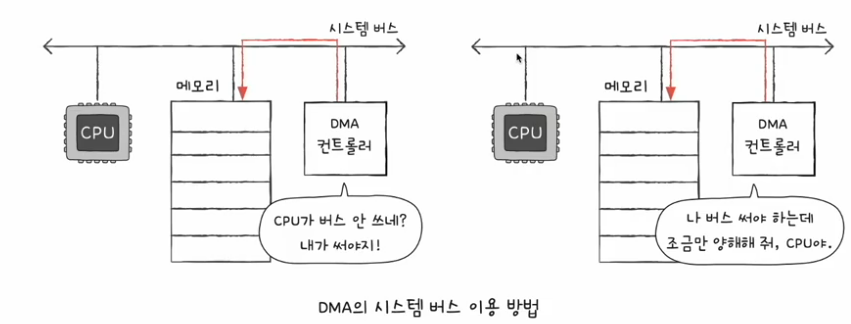 시스템 버스
메모리
CPU
DMA
컨트롤러
CPU가 버스 안 쓰네?
내가 써야지!
시스템 버스
메모리
CPU
DMA
컨트롤러
나 버스 써야 하는데
조금만 양해해 줘, CPU야.
DMA의 시스템 버스 이용 방법